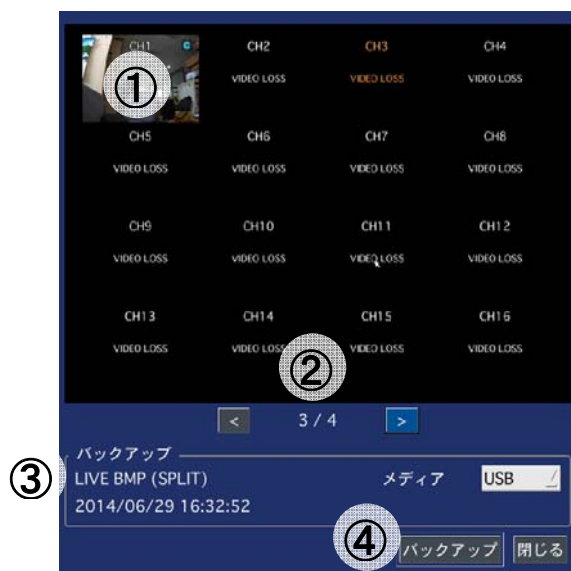 CH1 C CH2 CH3 CH4
① VIDEO LOSS VIDEO LOSS VIDEO LOSS
CH5 CH6 CH7 CH8
VIDEO LOSS VIDEO LOSS VIDEO LOSS VIDEO LOSS
CH9 CH10 CH11 CH12
VIDEO LOSS VIDEO LOSS VIDEO LOSS VIDEO LOSS
CH13 CH14 CH15 CH16
VIDEO LOSS VIDEO LOSS VIDEO LOSS VIDEO LOSS
②
< 3 / 4 >
バックアップ
③ LIVE BMP (SPLIT) メディア USB
2014/06/29 16:32:52
④ バックアップ 閉じる